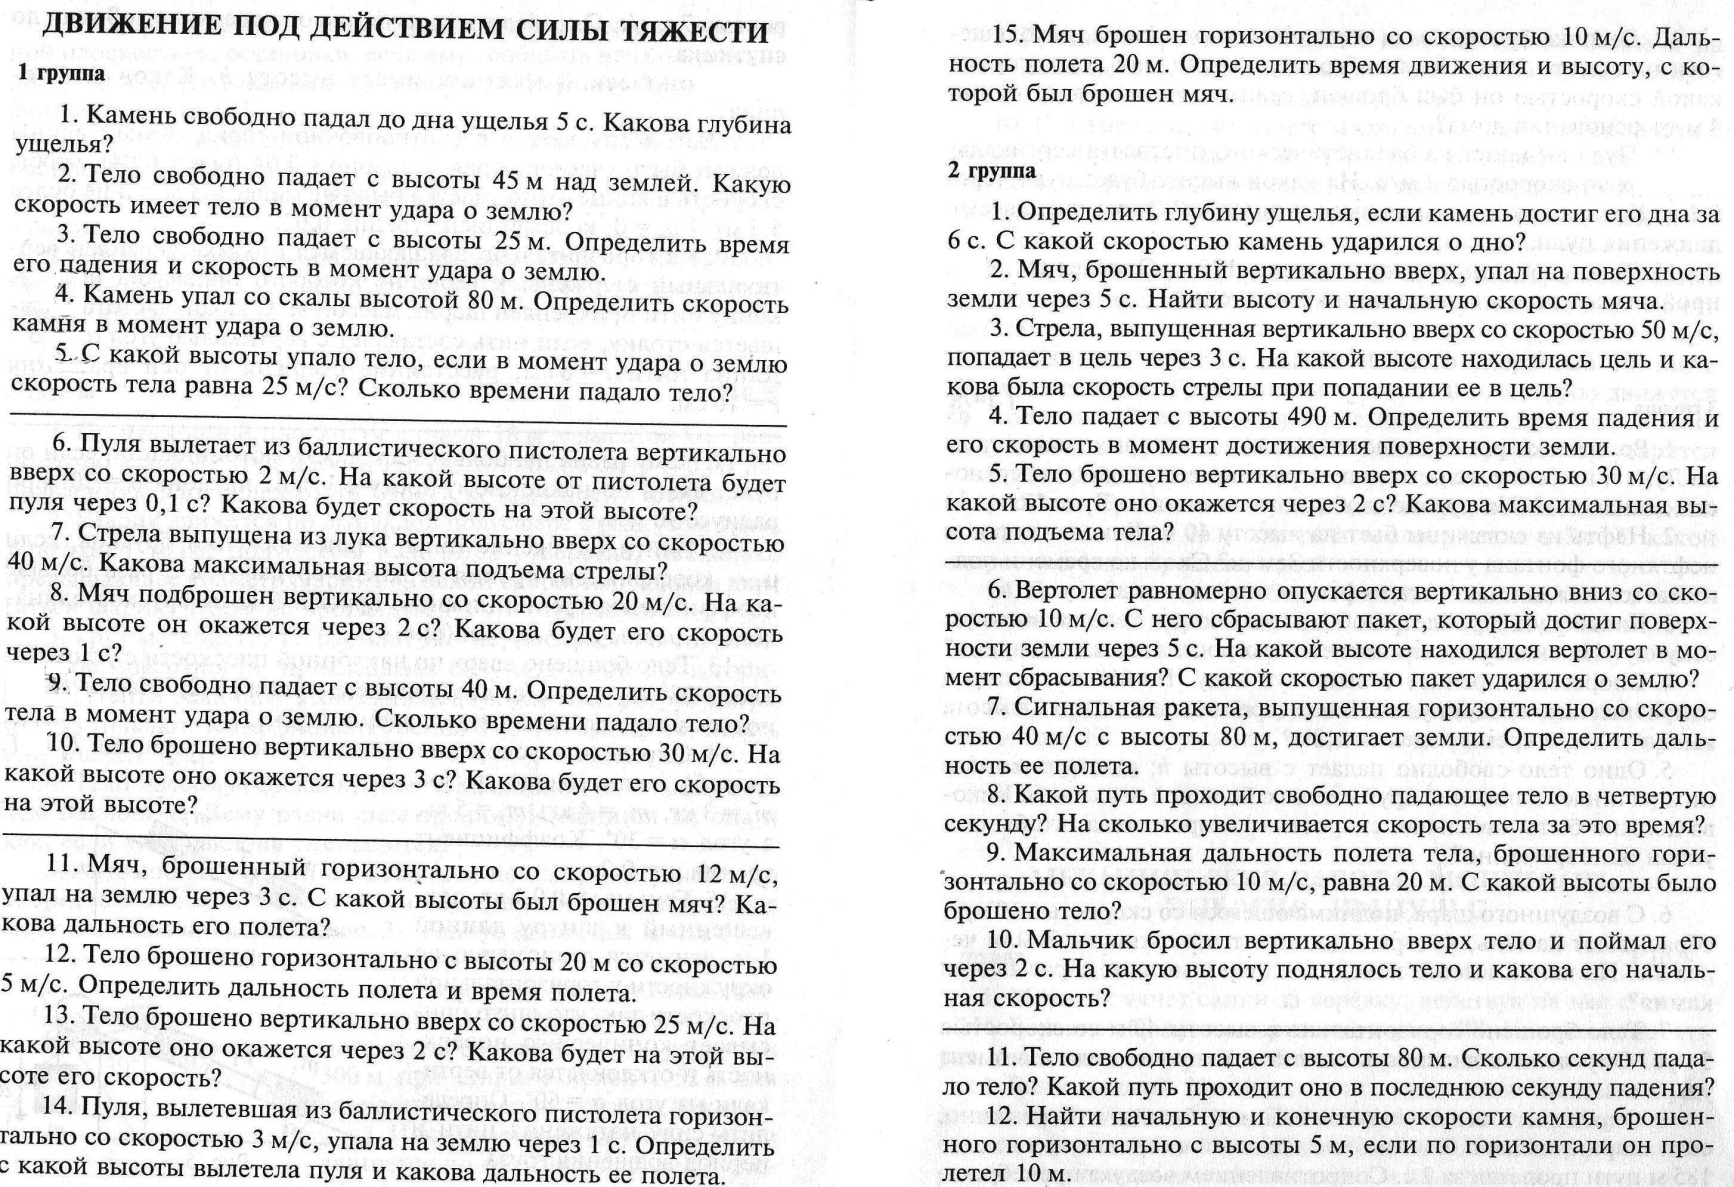 ДВИЖЕНИЕ ПОД ДЕЙСТВИЕМ СИЛЫ ТЯЖЕСТИ
1 группа
1. Камень свободно падал до дна ущелья 5 с. Какова глубина
ущелья?
2. Тело свободно падает с высоты 45 м над землей. Какую
скорость имеет тело в момент удара о землю?
3. Тело свободно падает с высоты 25 м. Определить время
его падения и скорость в момент удара о землю.
4. Камень упал со скалы высотой 80 м. Определить скорость
камня в момент удара о землю.
5. С какой высоты упало тело, если в момент удара о землю
скорость тела равна 25 м/с? Сколько времени падало тело?
6. Пуля вылетает из баллистического пистолета вертикально
вверх со скоростью 2 м/с. На какой высоте от пистолета будет
пуля через 0,1 с? Какова будет скорость на этой высоте?
7. Стрела выпущена из лука вертикально вверх со скоростью
40 м/с. Какова максимальная высота подъема стрелы?
8. Мяч подброшен вертикально со скоростью 20 м/с. На ка-
кой высоте он окажется через 2 с? Какова будет его скорость
через 1 с?
9. Тело свободно падает с высоты 40 м. Определить скорость
тела в момент удара о землю. Сколько времени падало тело?
10. Тело брошено вертикально вверх со скоростью 30 м/с. На
какой высоте оно окажется через 3 с? Какова будет его скорость
на этой высоте?
11. Мяч, брошенный горизонтально со скоростью 12 м/с,
упал на землю через 3 с. С какой высоты был брошен мяч? Ка-
кова дальность его полета?
12. Тело брошено горизонтально с высоты 20 м со скоростью
5 м/с. Определить дальность полета и время полета.
13. Тело брошено вертикально вверх со скоростью 25 м/с. На
какой высоте оно окажется через 2 с? Какова будет на этой вы-
соте его скорость?
14. Пуля, вылетевшая из баллистического пистолета горизон-
тально со скоростью 3 м/с, упала на землю через 1 с. Определить
с какой высоты вылетела пуля и какова дальность ее полета.
15. Мяч брошен горизонтально со скоростью 10 м/с. Даль-
ность полета 20 м. Определить время движения и высоту, с ко-
торой был брошен мяч.
2 группа
1. Определить глубину ущелья, если камень достиг его дна за
6 с. С какой скоростью камень ударился о дно?
2. Мяч, брошенный вертикально вверх, упал на поверхность
земли через 5 с. Найти высоту и начальную скорость мяча.
3. Стрела, выпущенная вертикально вверх со скоростью 50 м/с,
попадает в цель через 3 с. На какой высоте находилась цель и ка-
кова была скорость стрелы при попадании ее в цель?
4. Тело падает с высоты 490 м. Определить время падения и
его скорость в момент достижения поверхности земли.
5. Тело брошено вертикально вверх со скоростью 30 м/с. На
какой высоте оно окажется через 2 с? Какова максимальная вы-
сота подъема тела?
6. Вертолет равномерно опускается вертикально вниз со ско-
ростью 10 м/с. С него сбрасывают пакет, который достиг поверх-
ности земли через 5 с. На какой высоте находился вертолет в мо-
мент сбрасывания? С какой скоростью пакет ударился о землю?
7. Сигнальная ракета, выпущенная горизонтально со скоро-
стью 40 м/с с высоты 80 м, достигает земли. Определить даль-
ность ее полета.
8. Какой путь проходит свободно падающее тело в четвертую
секунду? На сколько увеличивается скорость тела за это время?
9. Максимальная дальность полета тела, брошенного гори-
зонтально со скоростью 10 м/с, равна 20 м. С какой высоты было
брошено тело?
10. Мальчик бросил вертикально вверх тело и поймал его
через 2 с. На какую высоту поднялось тело и какова его началь-
ная скорость?
11. Тело свободно падает с высоты 80 м. Сколько секунд пада-
ло тело? Какой путь проходит оно в последнюю секунду падения?
12. Найти начальную и конечную скорости камня, брошен-
ного горизонтально с высоты 5 м, если по горизонтали он про-
летел 10 м.